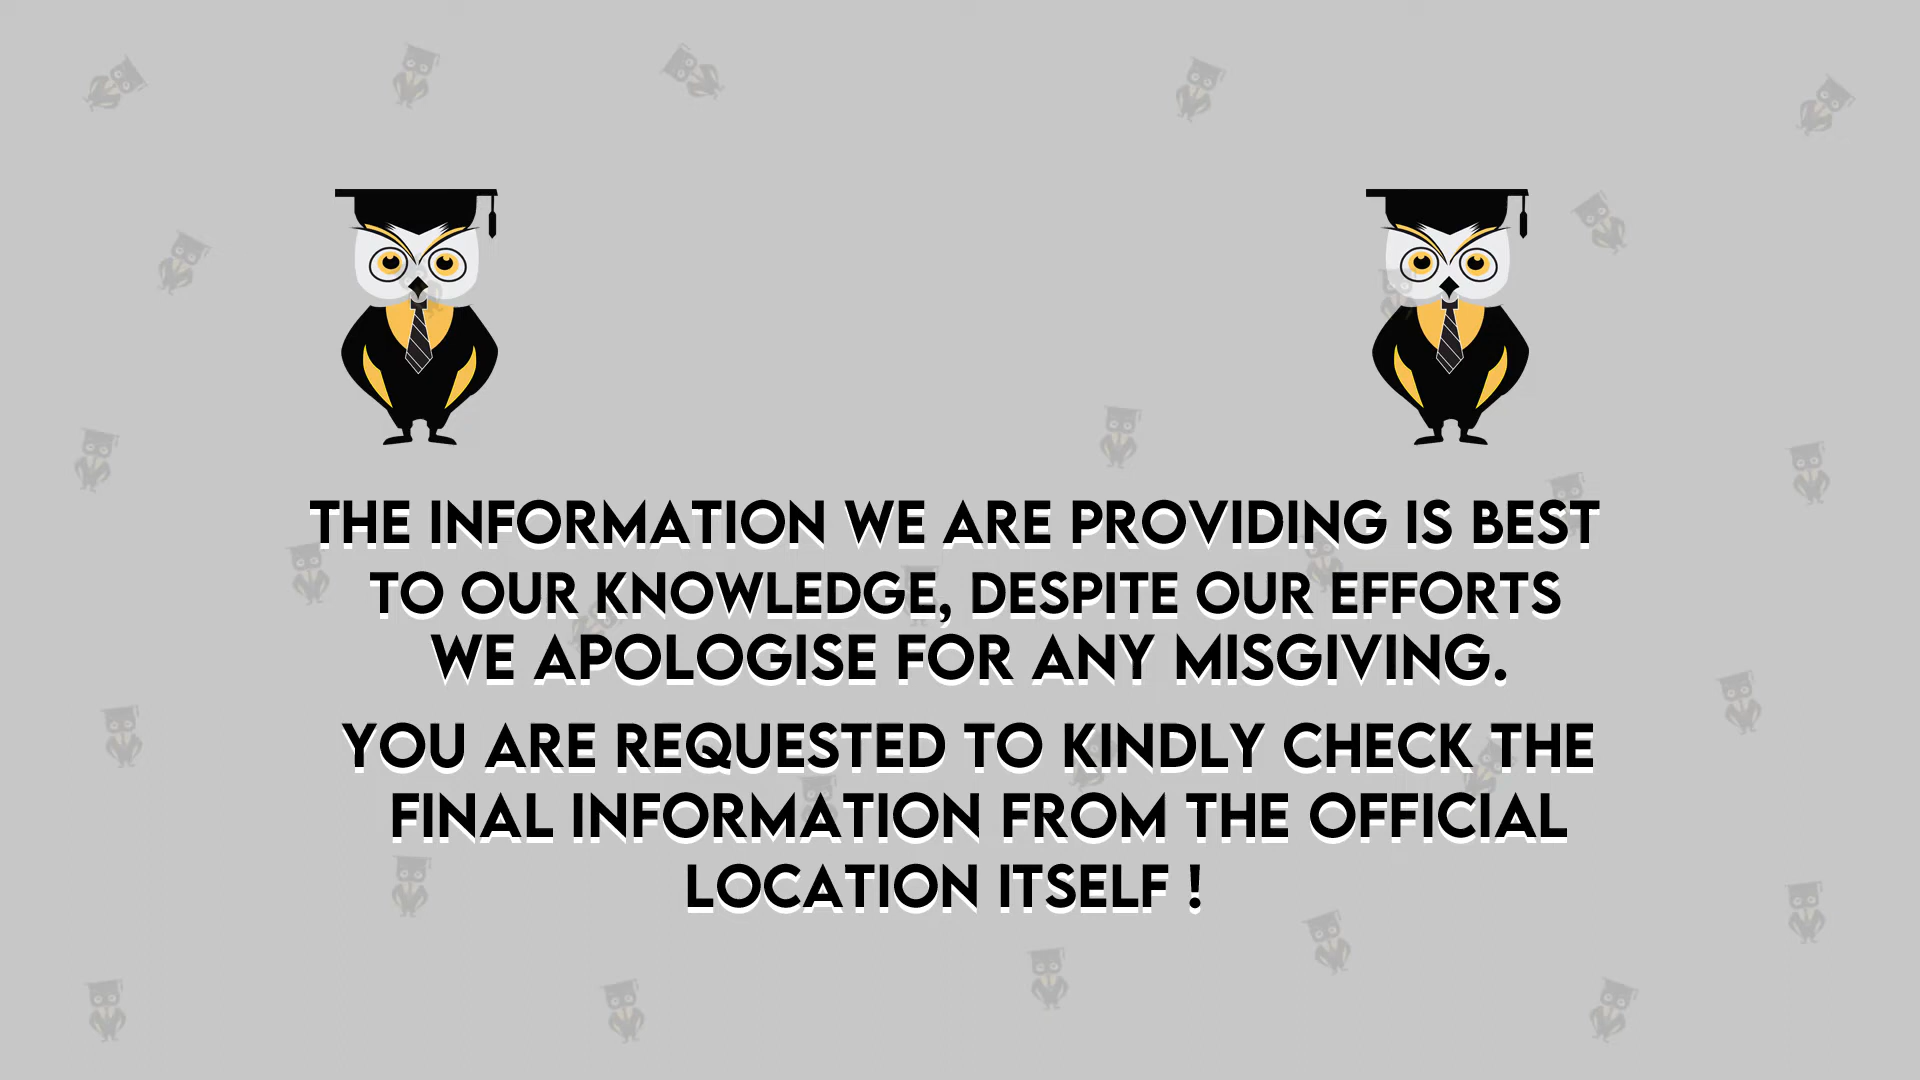 THE INFORMATION WE ARE PROVIDING IS BEST
TO OUR KNOWLEDGE, DESPITE OUR EFFORTS
WE APOLOGISE FOR ANY MISGIVING.
YOU ARE REQUESTED TO KINDLY CHECK THE
FINAL INFORMATION FROM THE OFFICIAL
LOCATION ITSELF !